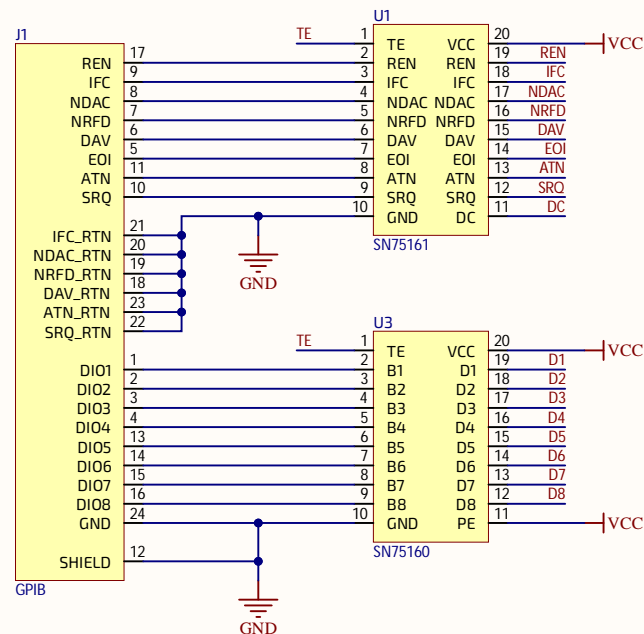 J1
17 REN
9 IFC
8 NDAC
7 NRFD
6 DAV
5 EOI
11 ATN
10 SRQ
21 IFC_RTN
20 NDAC_RTN
19 NRFD_RTN
18 DAV_RTN
23 ATN_RTN
22 SRQ_RTN
1 DIO1
2 DIO2
3 DIO3
4 DIO4
13 DIO5
14 DIO6
15 DIO7
16 DIO8
24 GND
12 SHIELD
GPIB
GND
GND
U1
TE 1 TE VCC 20 VCC
2 REN REN 19 REN
3 IFC IFC 18 IFC
4 NDAC NDAC 17 NDAC
5 NRFD NRFD 16 NRFD
6 DAV DAV 15 DAV
7 EOI EOI 14 EOI
8 ATN ATN 13 ATN
9 SRQ SRQ 12 SRQ
10 GND DC 11 DC
SN75161
U3
TE 1 TE VCC 20 VCC
2 B1 D1 19 D1
3 B2 D2 18 D2
4 B3 D3 17 D3
5 B4 D4 16 D4
6 B5 D5 15 D5
7 B6 D6 14 D6
8 B7 D7 13 D7
9 B8 D8 12 D8
10 GND PE 11 VCC
SN75160